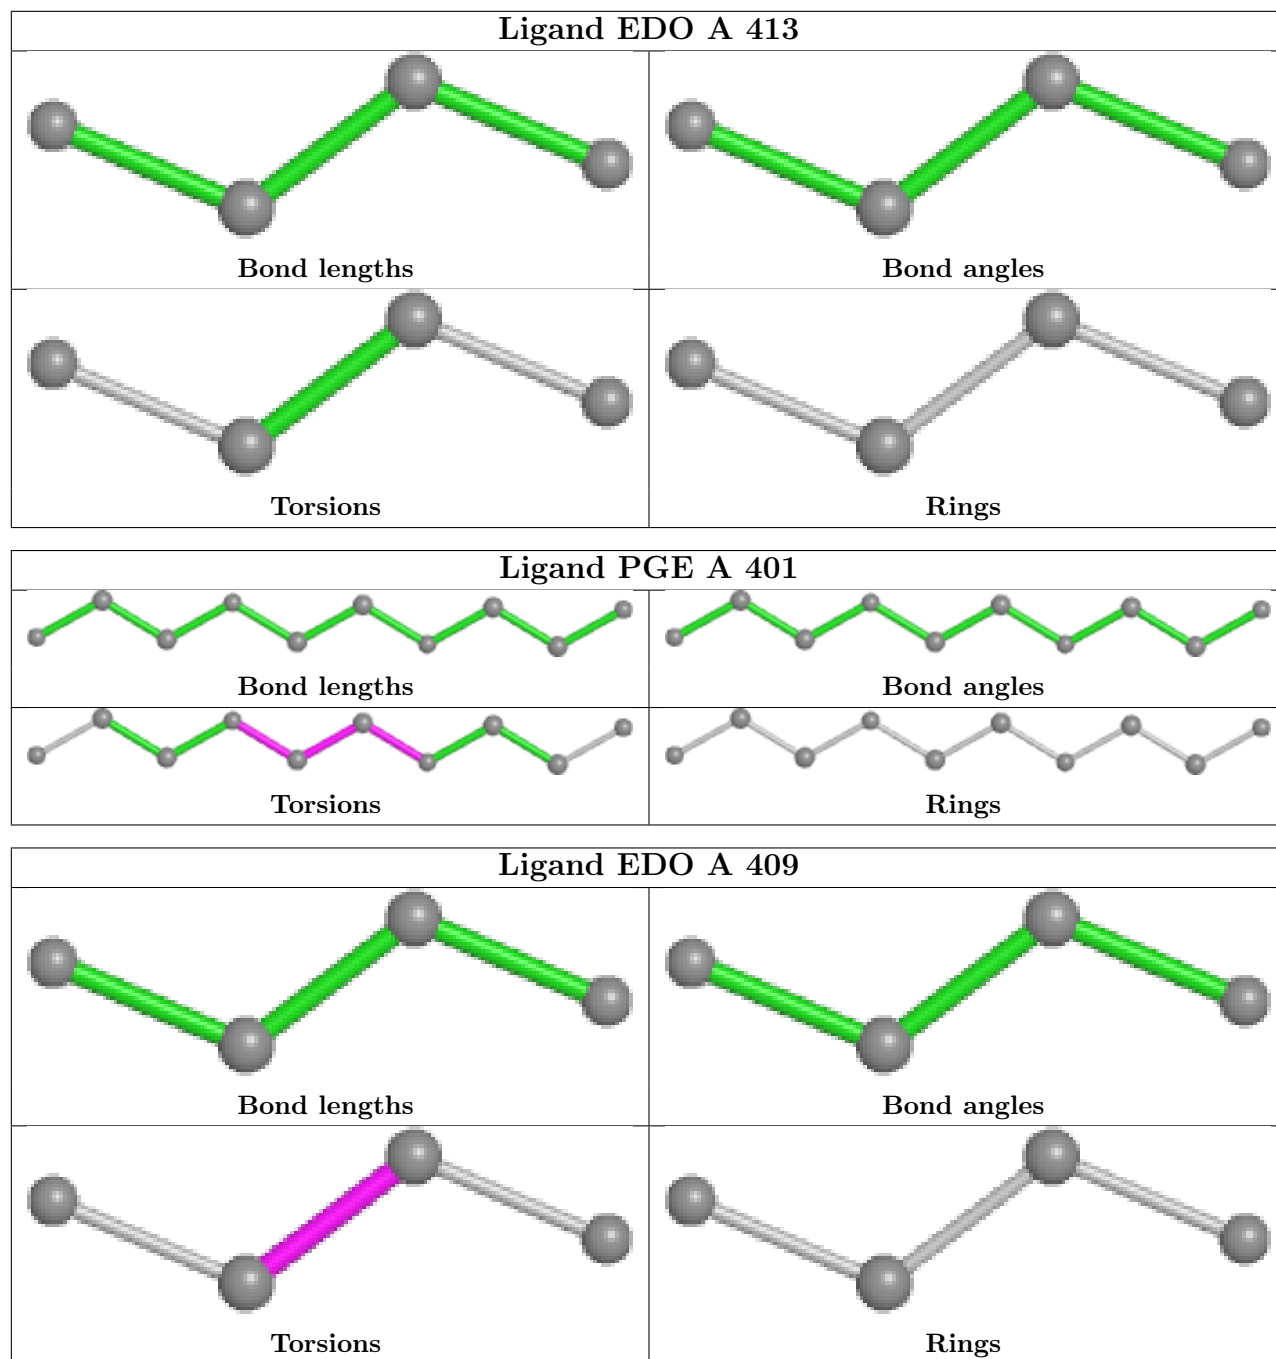 Ligand EDO A 413
Bond lengths Bond angles
Torsions Rings
Ligand PGE A 401
Bond lengths Bond angles
Torsions Rings
Ligand EDO A 409
Bond lengths Bond angles
Torsions Rings